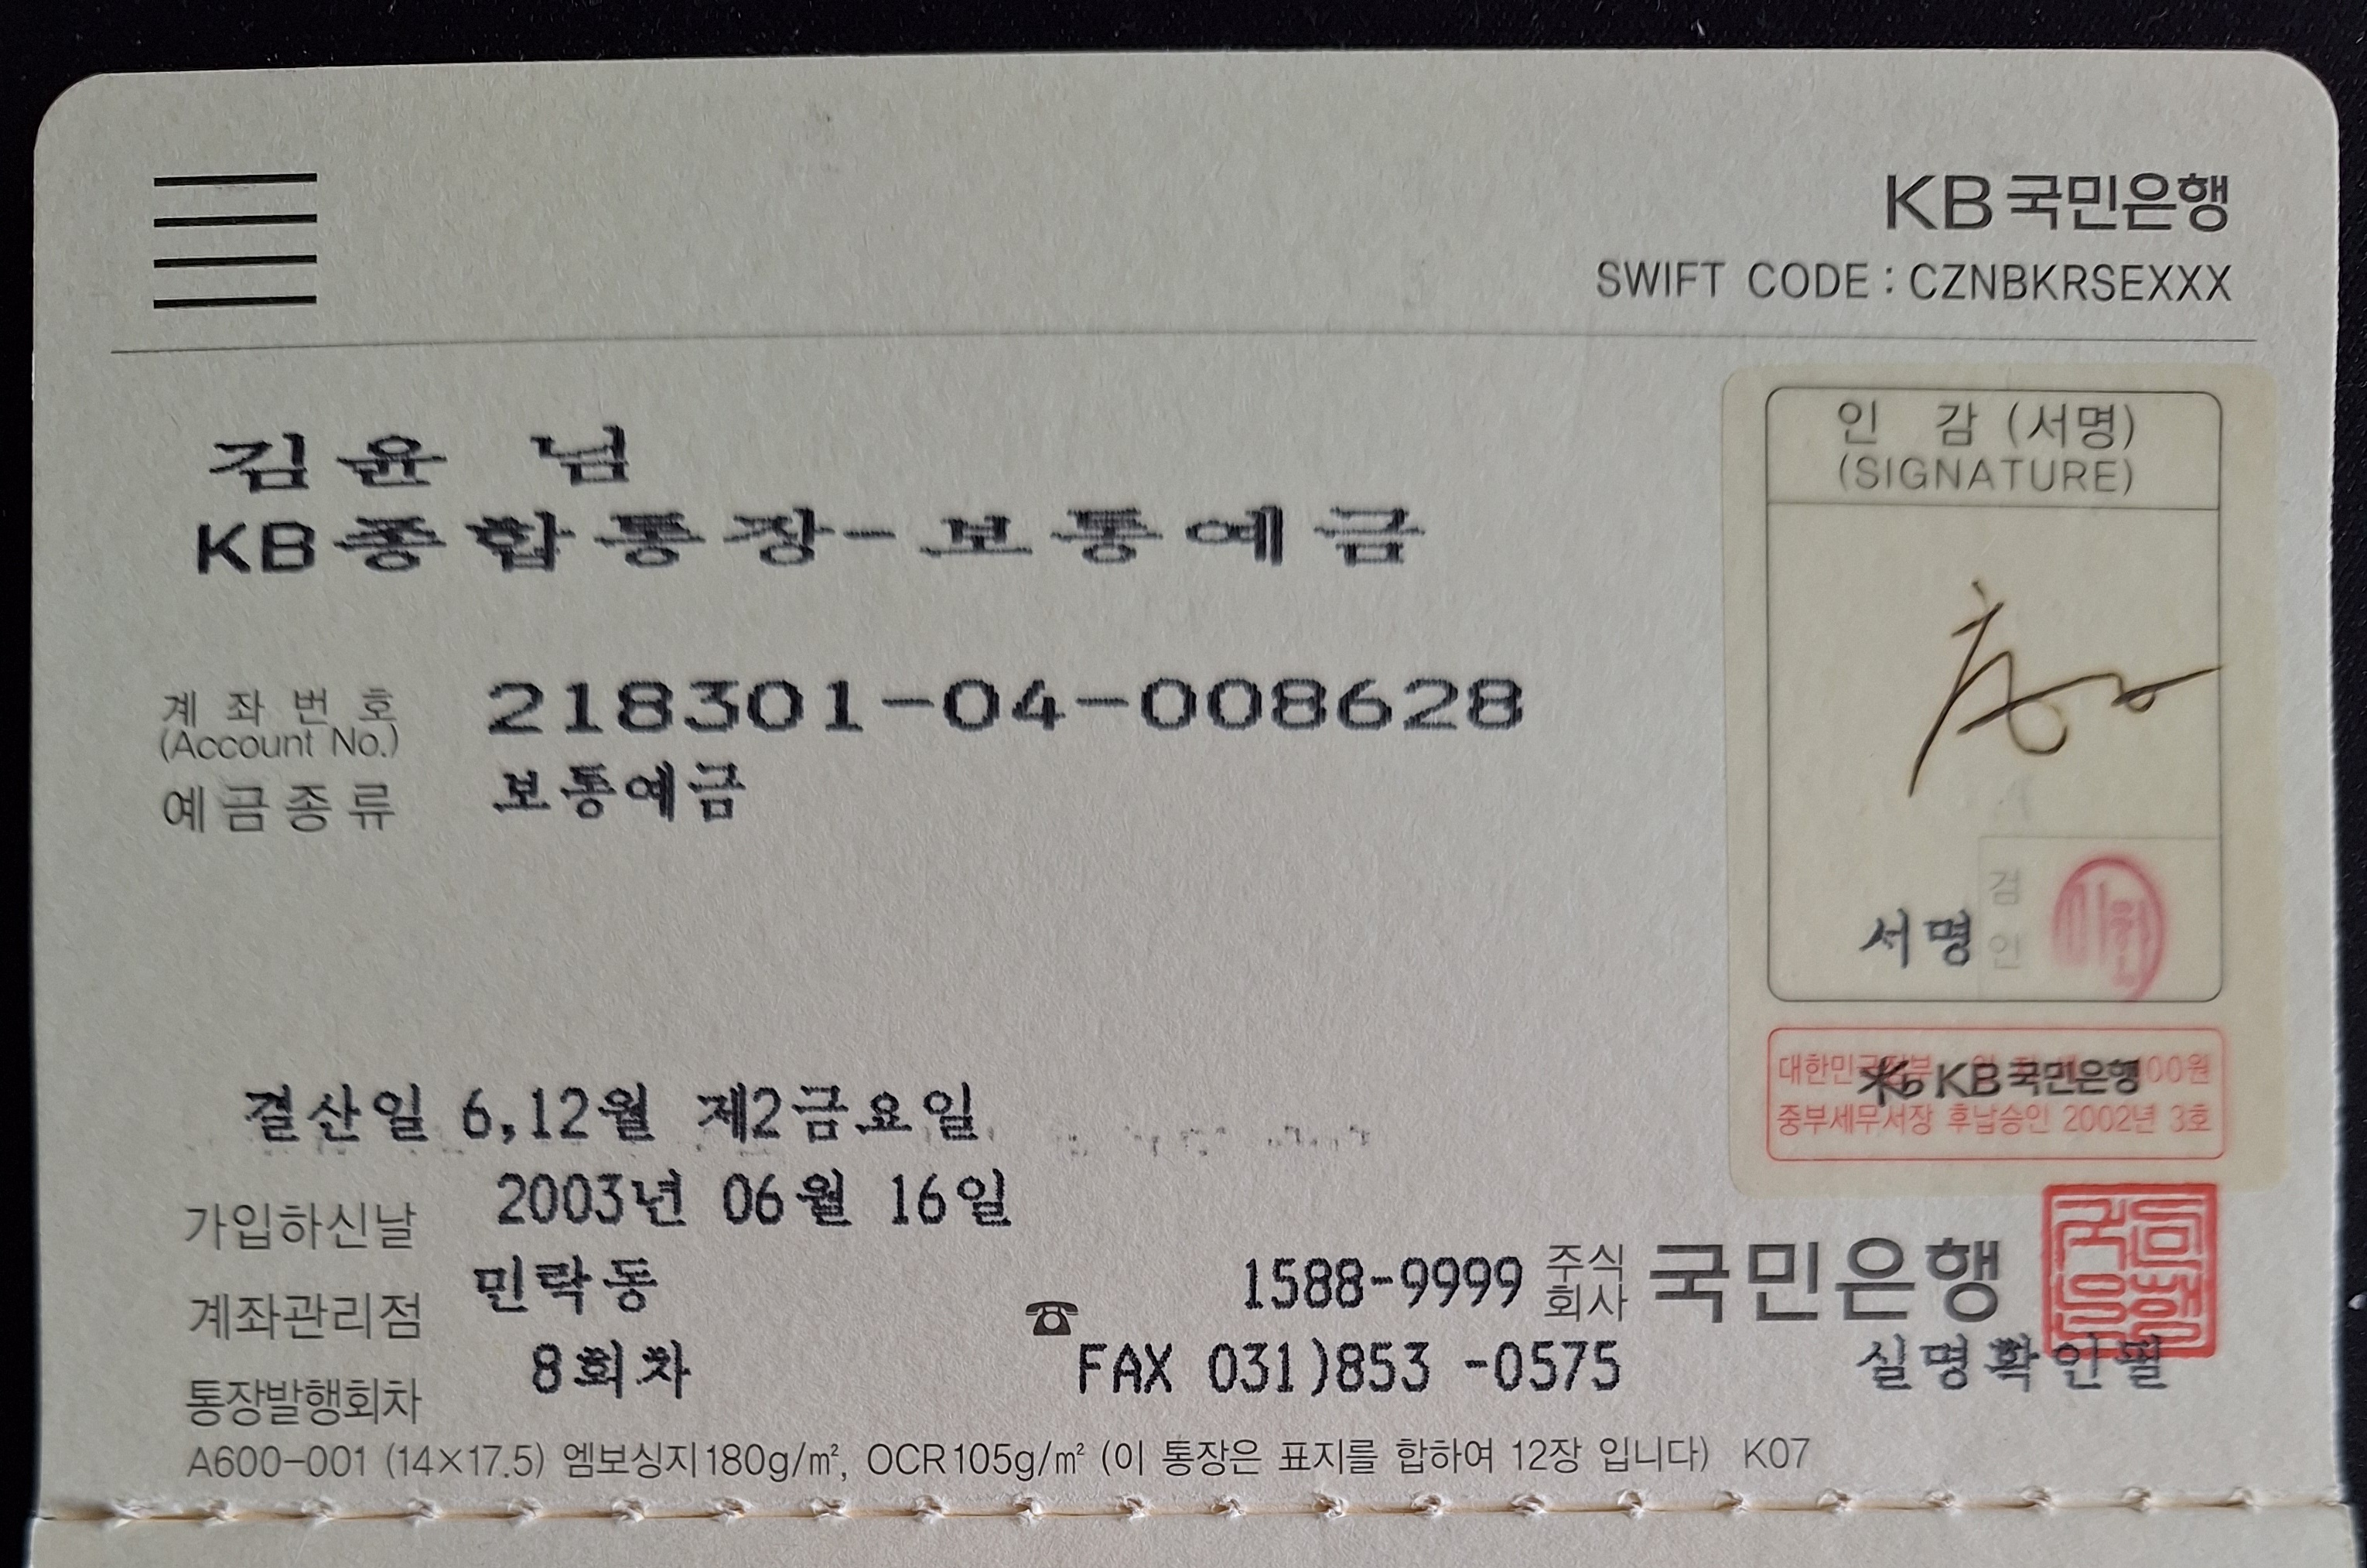 KB국민은행
SWIFT CODE : CZNBKRSEXXX
김윤 님
KB종합통장-보통예금
계좌번호 218301-04-008628
(Account No.)
예금종류 보통예금
인 감 (서명)
(SIGNATURE)
서명
검인
대한민국정부 00원
KB국민은행
중부세무서장 후납승인 2002년 3호
결산일 6,12월 제2금요일
가입하신날 2003년 06월 16일
계좌관리점 민락동
1588-9999 주식회사 국민은행
통장발행회차 8회차
FAX 031)853 -0575
국민은행
실명확인필
A600-001 (14×17.5) 엠보싱지180g/㎡, OCR105g/㎡ (이 통장은 표지를 합하여 12장 입니다) K07